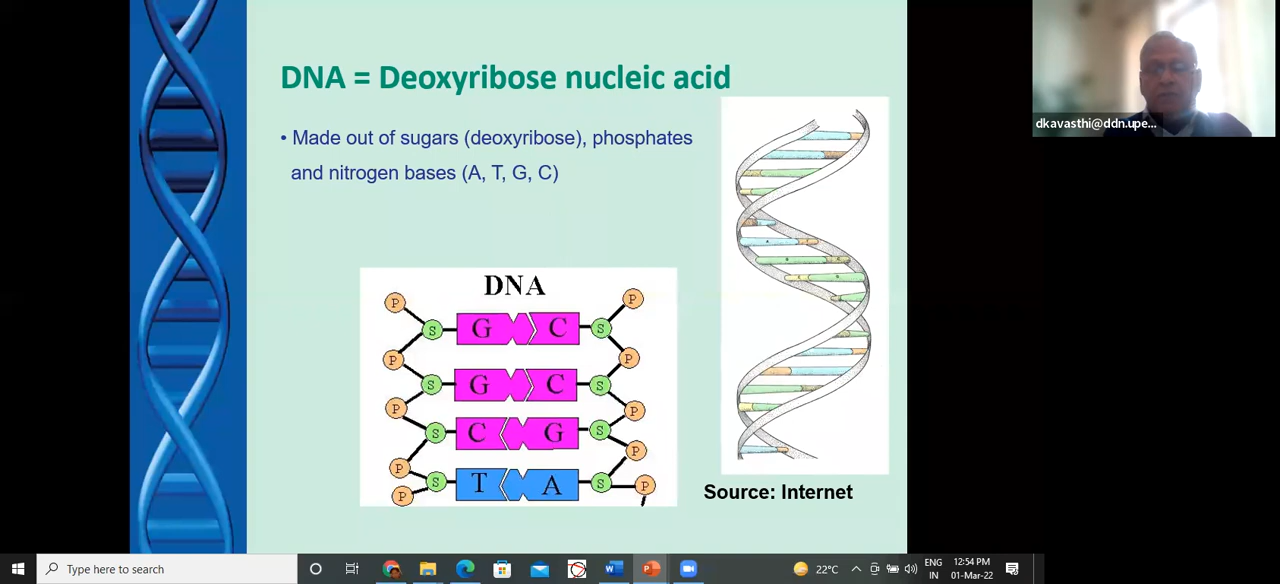 DNA = Deoxyribose nucleic acid
• Made out of sugars (deoxyribose), phosphates
and nitrogen bases (A, T, G, C)
DNA
P P
S G C S
P P
S G C S
P P
S C G S
P P
S T A S
P P
Source: Internet
dkavasthi@ddn.upe...
Type here to search
22°C
ENG
IN
12:54 PM
01-Mar-22